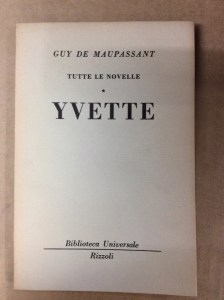 GUY DE MAUPASSANT
TUTTE LE NOVELLE
*
YVETTE
Biblioteca Universale
Rizzoli